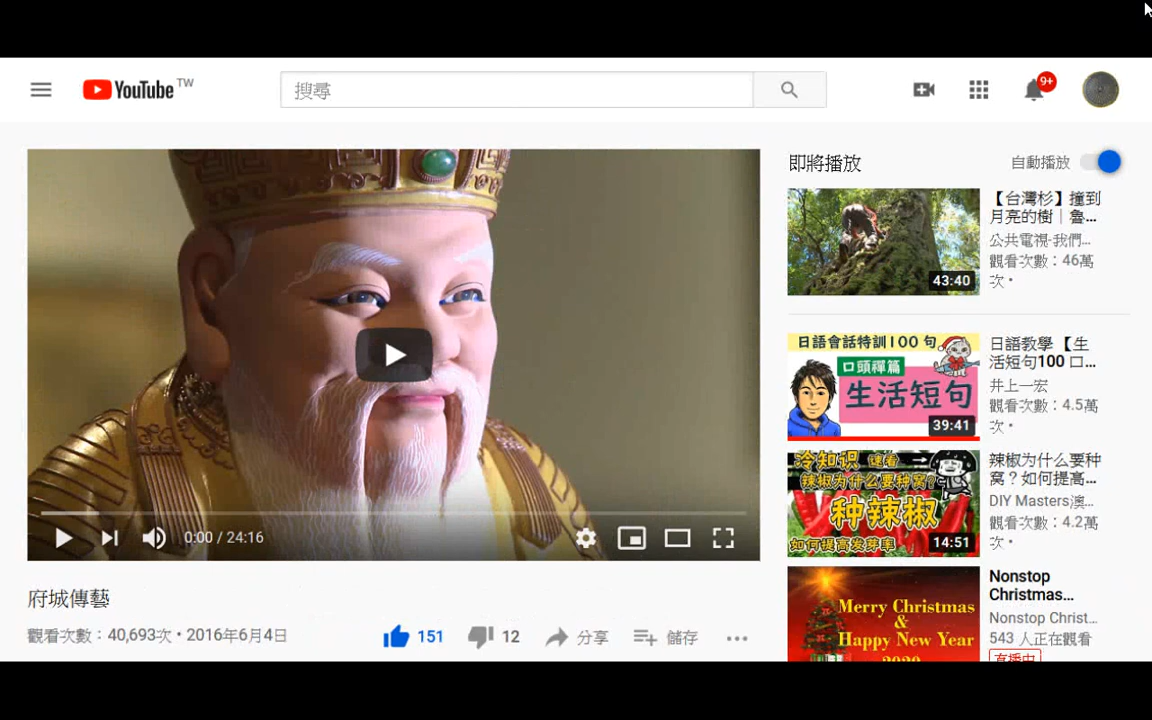 YouTube TW
搜尋
9+
0:00 / 24:16
府城傳藝
觀看次數：40,693次 • 2016年6月4日
151
12
分享
儲存
即將播放
自動播放
43:40
【台灣杉】撞到
月亮的樹｜魯...
公共電視-我們...
觀看次數：46萬
次 •
日語會話特訓100句
口頭禪篇
生活短句
39:41
日語教學【生
活短句100 口...
井上一宏
觀看次數：4.5萬
次 •
冷知识 速看
辣椒为什么要种窝?
种辣椒
如何提高发芽率
14:51
辣椒为什么要种
窝？如何提高...
DIY Masters澳...
觀看次數：4.2萬
次 •
Merry Christmas
&
Happy New Year
2020
Nonstop
Christmas...
Nonstop Christ...
543 人正在觀看
直播中